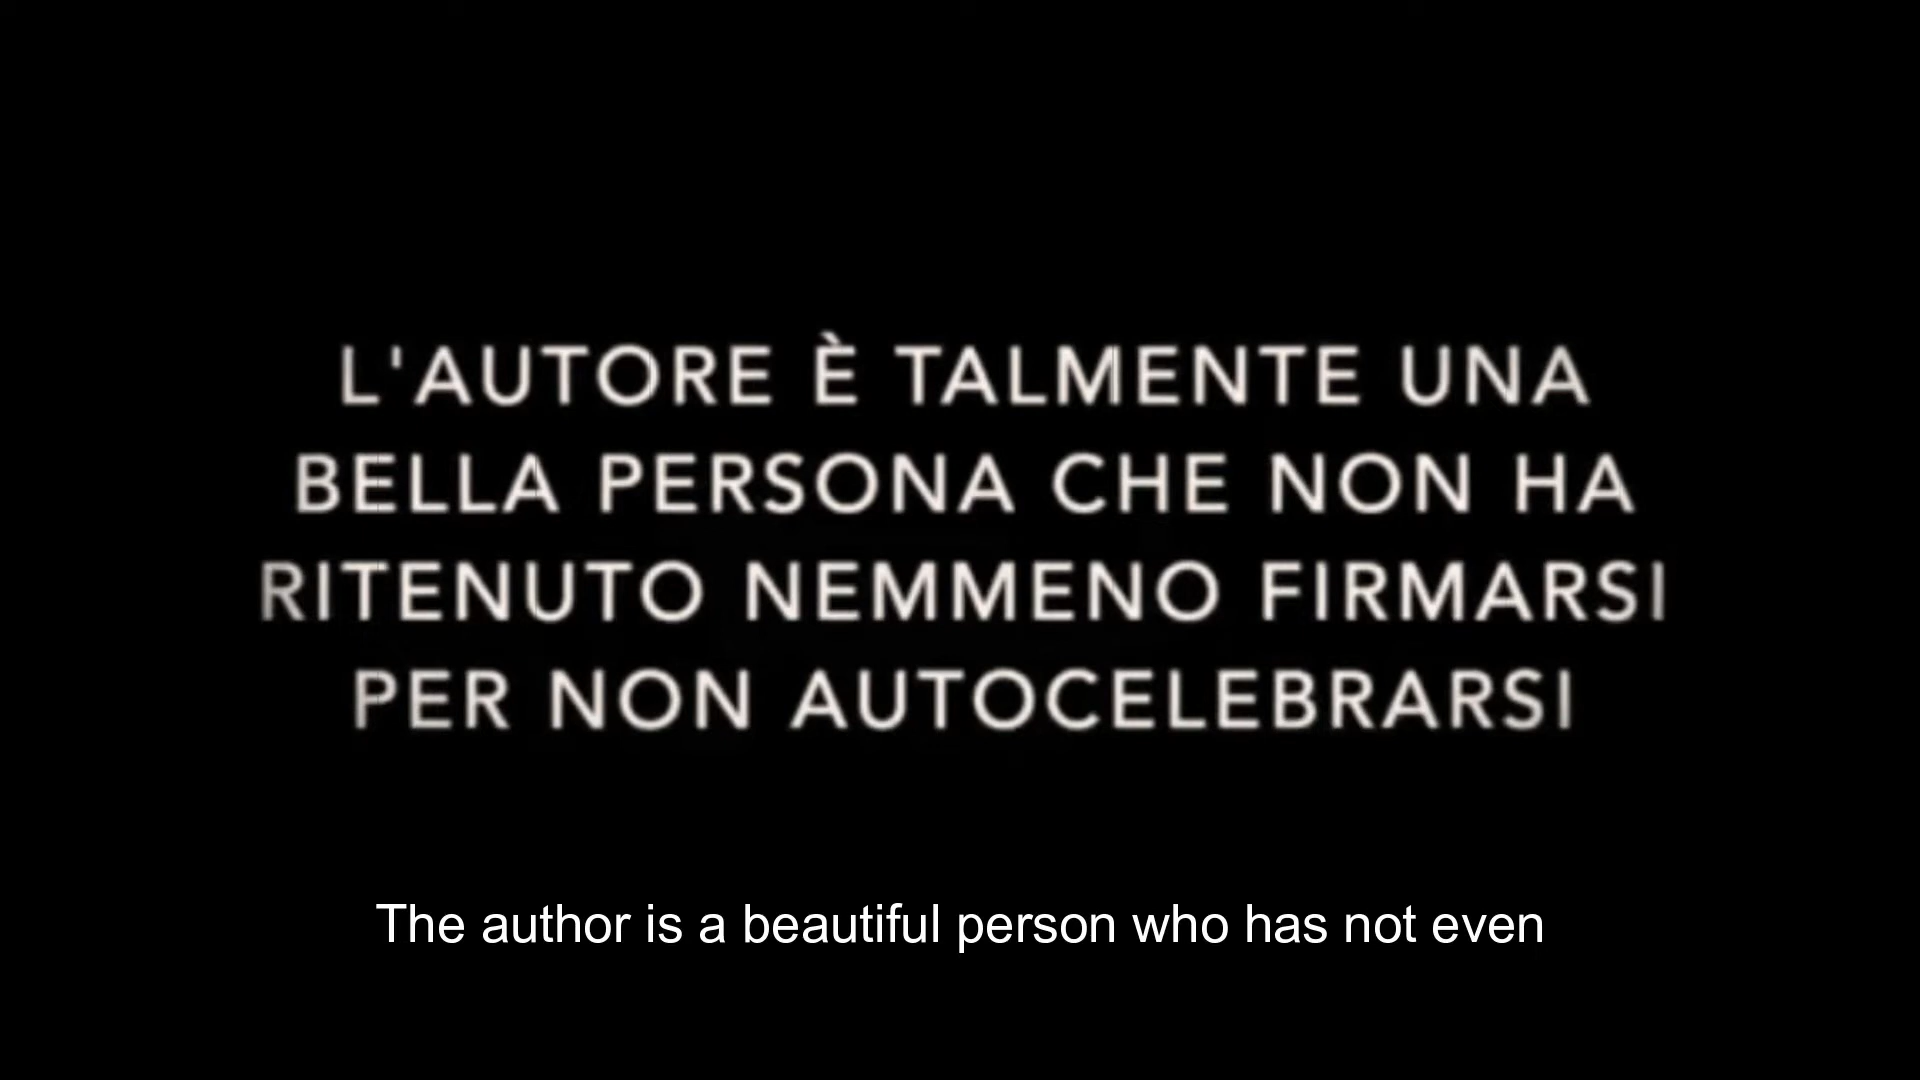 L'AUTORE È TALMENTE UNA
BELLA PERSONA CHE NON HA
RITENUTO NEMMENO FIRMARSI
PER NON AUTOCELEBRARSI
The author is a beautiful person who has not even